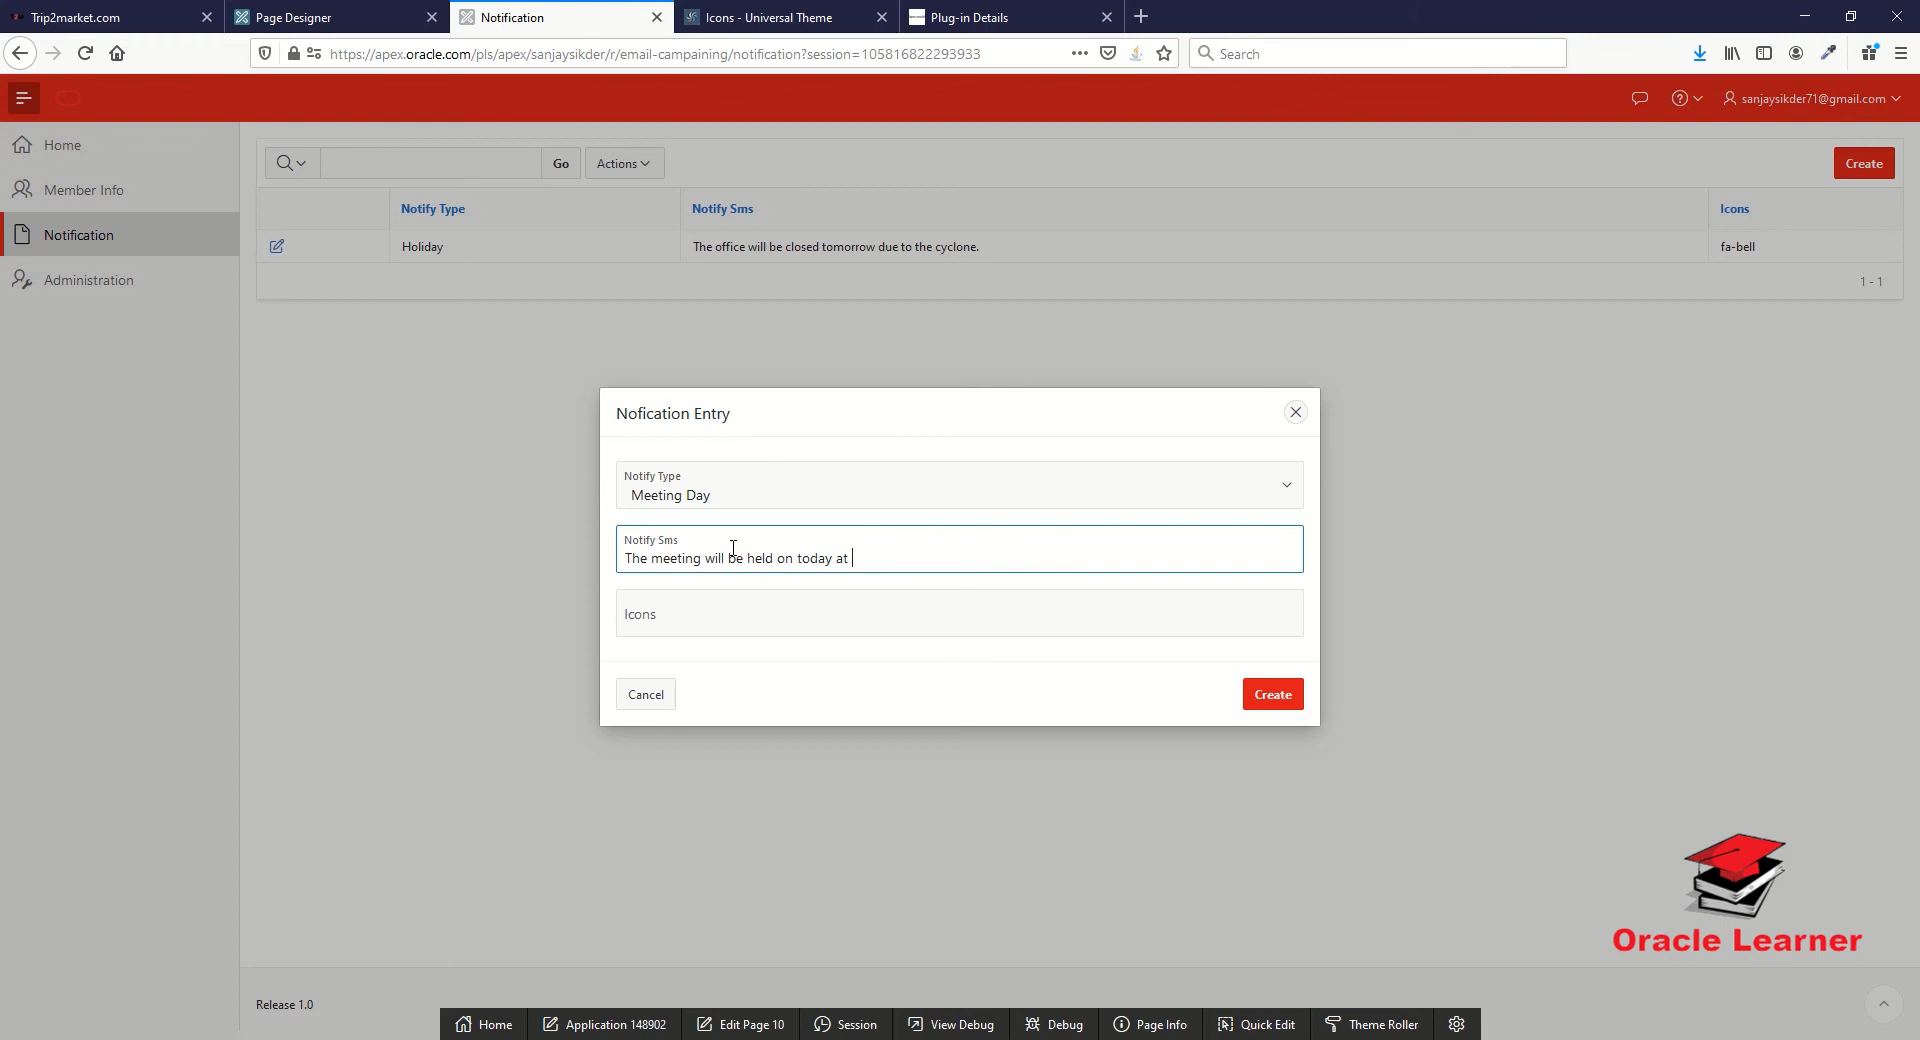 Trip2market.com
Page Designer
Notification
Icons - Universal Theme
Plug-in Details
https://apex.oracle.com/pls/apex/sanjaysikder/r/email-campaining/notification?session=105816822293933
Search
sanjaysikder71@gmail.com
Home
Member Info
Notification
Administration
Go
Actions
Create
Notify Type
Notify Sms
Icons
Holiday
The office will be closed tomorrow due to the cyclone.
fa-bell
1 - 1
Nofication Entry
Notify Type
Meeting Day
Notify Sms
The meeting will be held on today at
Icons
Cancel
Create
Oracle Learner
Release 1.0
Home
Application 148902
Edit Page 10
Session
View Debug
Debug
Page Info
Quick Edit
Theme Roller